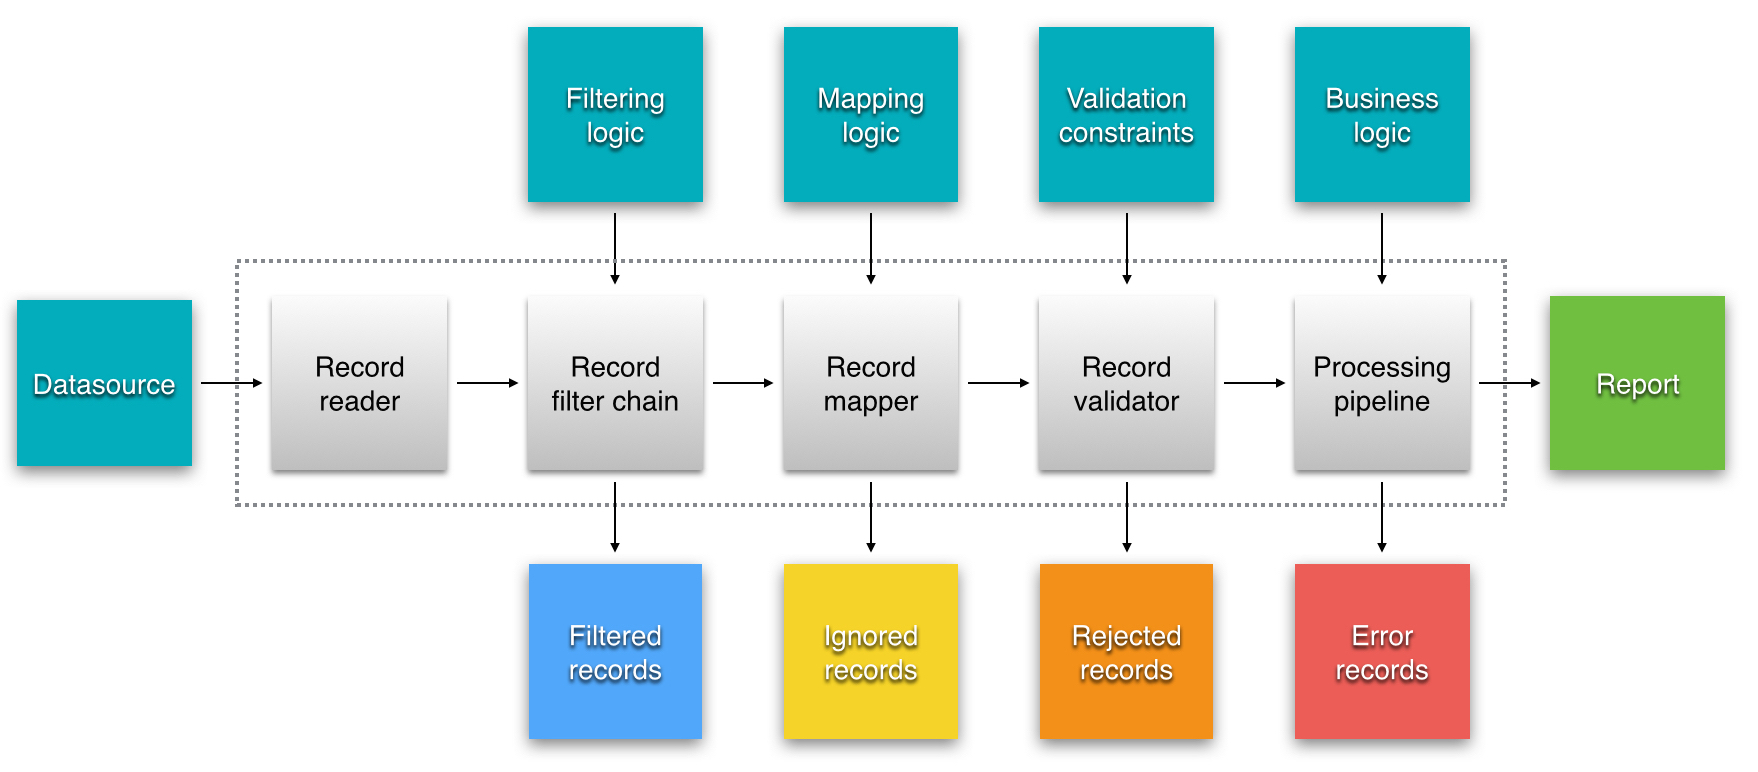 Filtering
logic
Mapping
logic
Validation
constraints
Business
logic
Datasource
Record
reader
Record
filter chain
Record
mapper
Record
validator
Processing
pipeline
Report
Filtered
records
Ignored
records
Rejected
records
Error
records